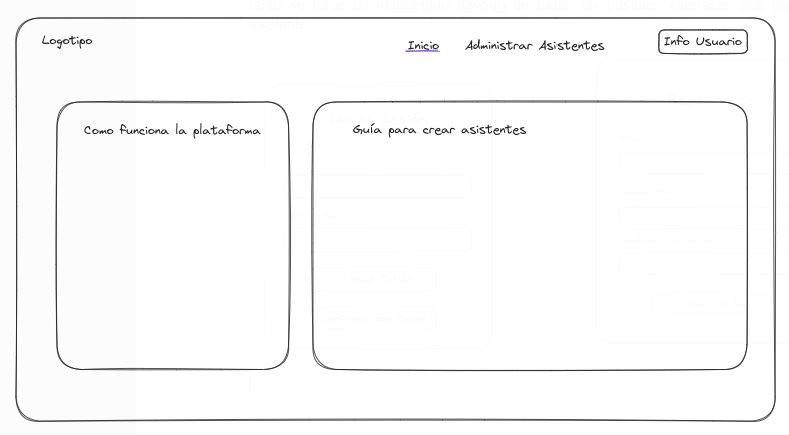 Logotipo
Inicio
Administrar Asistentes
Info Usuario
Como funciona la plataforma
Guía para crear asistentes